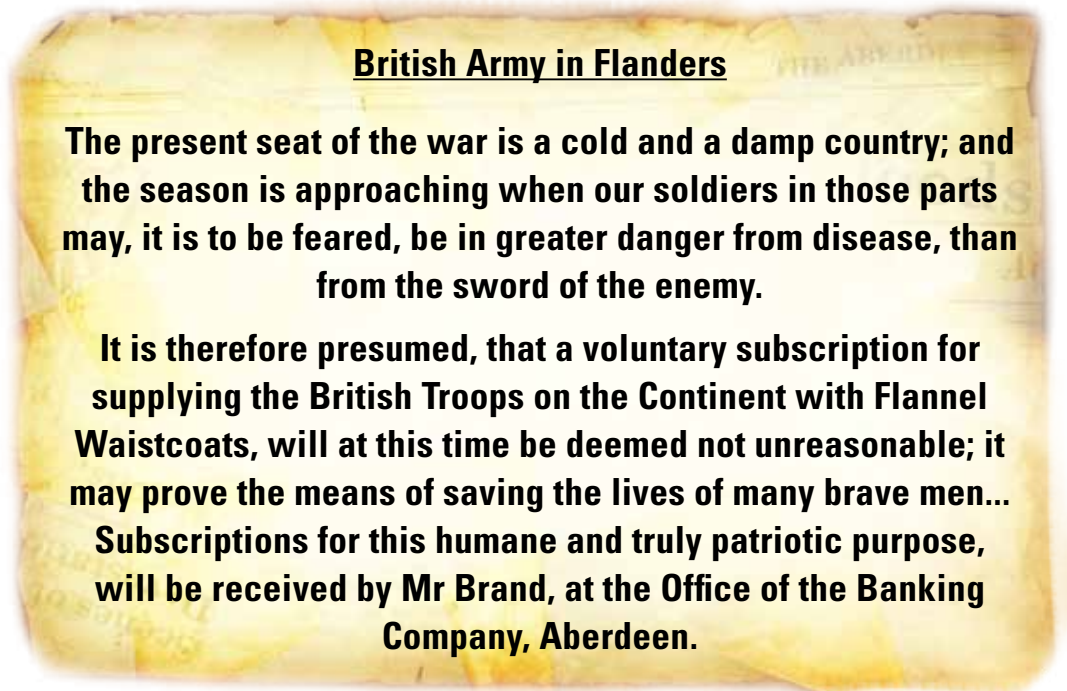 British Army in Flanders
THE ABERDE
The present seat of the war is a cold and a damp country; and
the season is approaching when our soldiers in those parts
may, it is to be feared, be in greater danger from disease, than
from the sword of the enemy.
It is therefore presumed, that a voluntary subscription for
supplying the British Troops on the Continent with Flannel
Waistcoats, will at this time be deemed not unreasonable; it
may prove the means of saving the lives of many brave men...
Subscriptions for this humane and truly patriotic purpose,
will be received by Mr Brand, at the Office of the Banking
Company, Aberdeen.